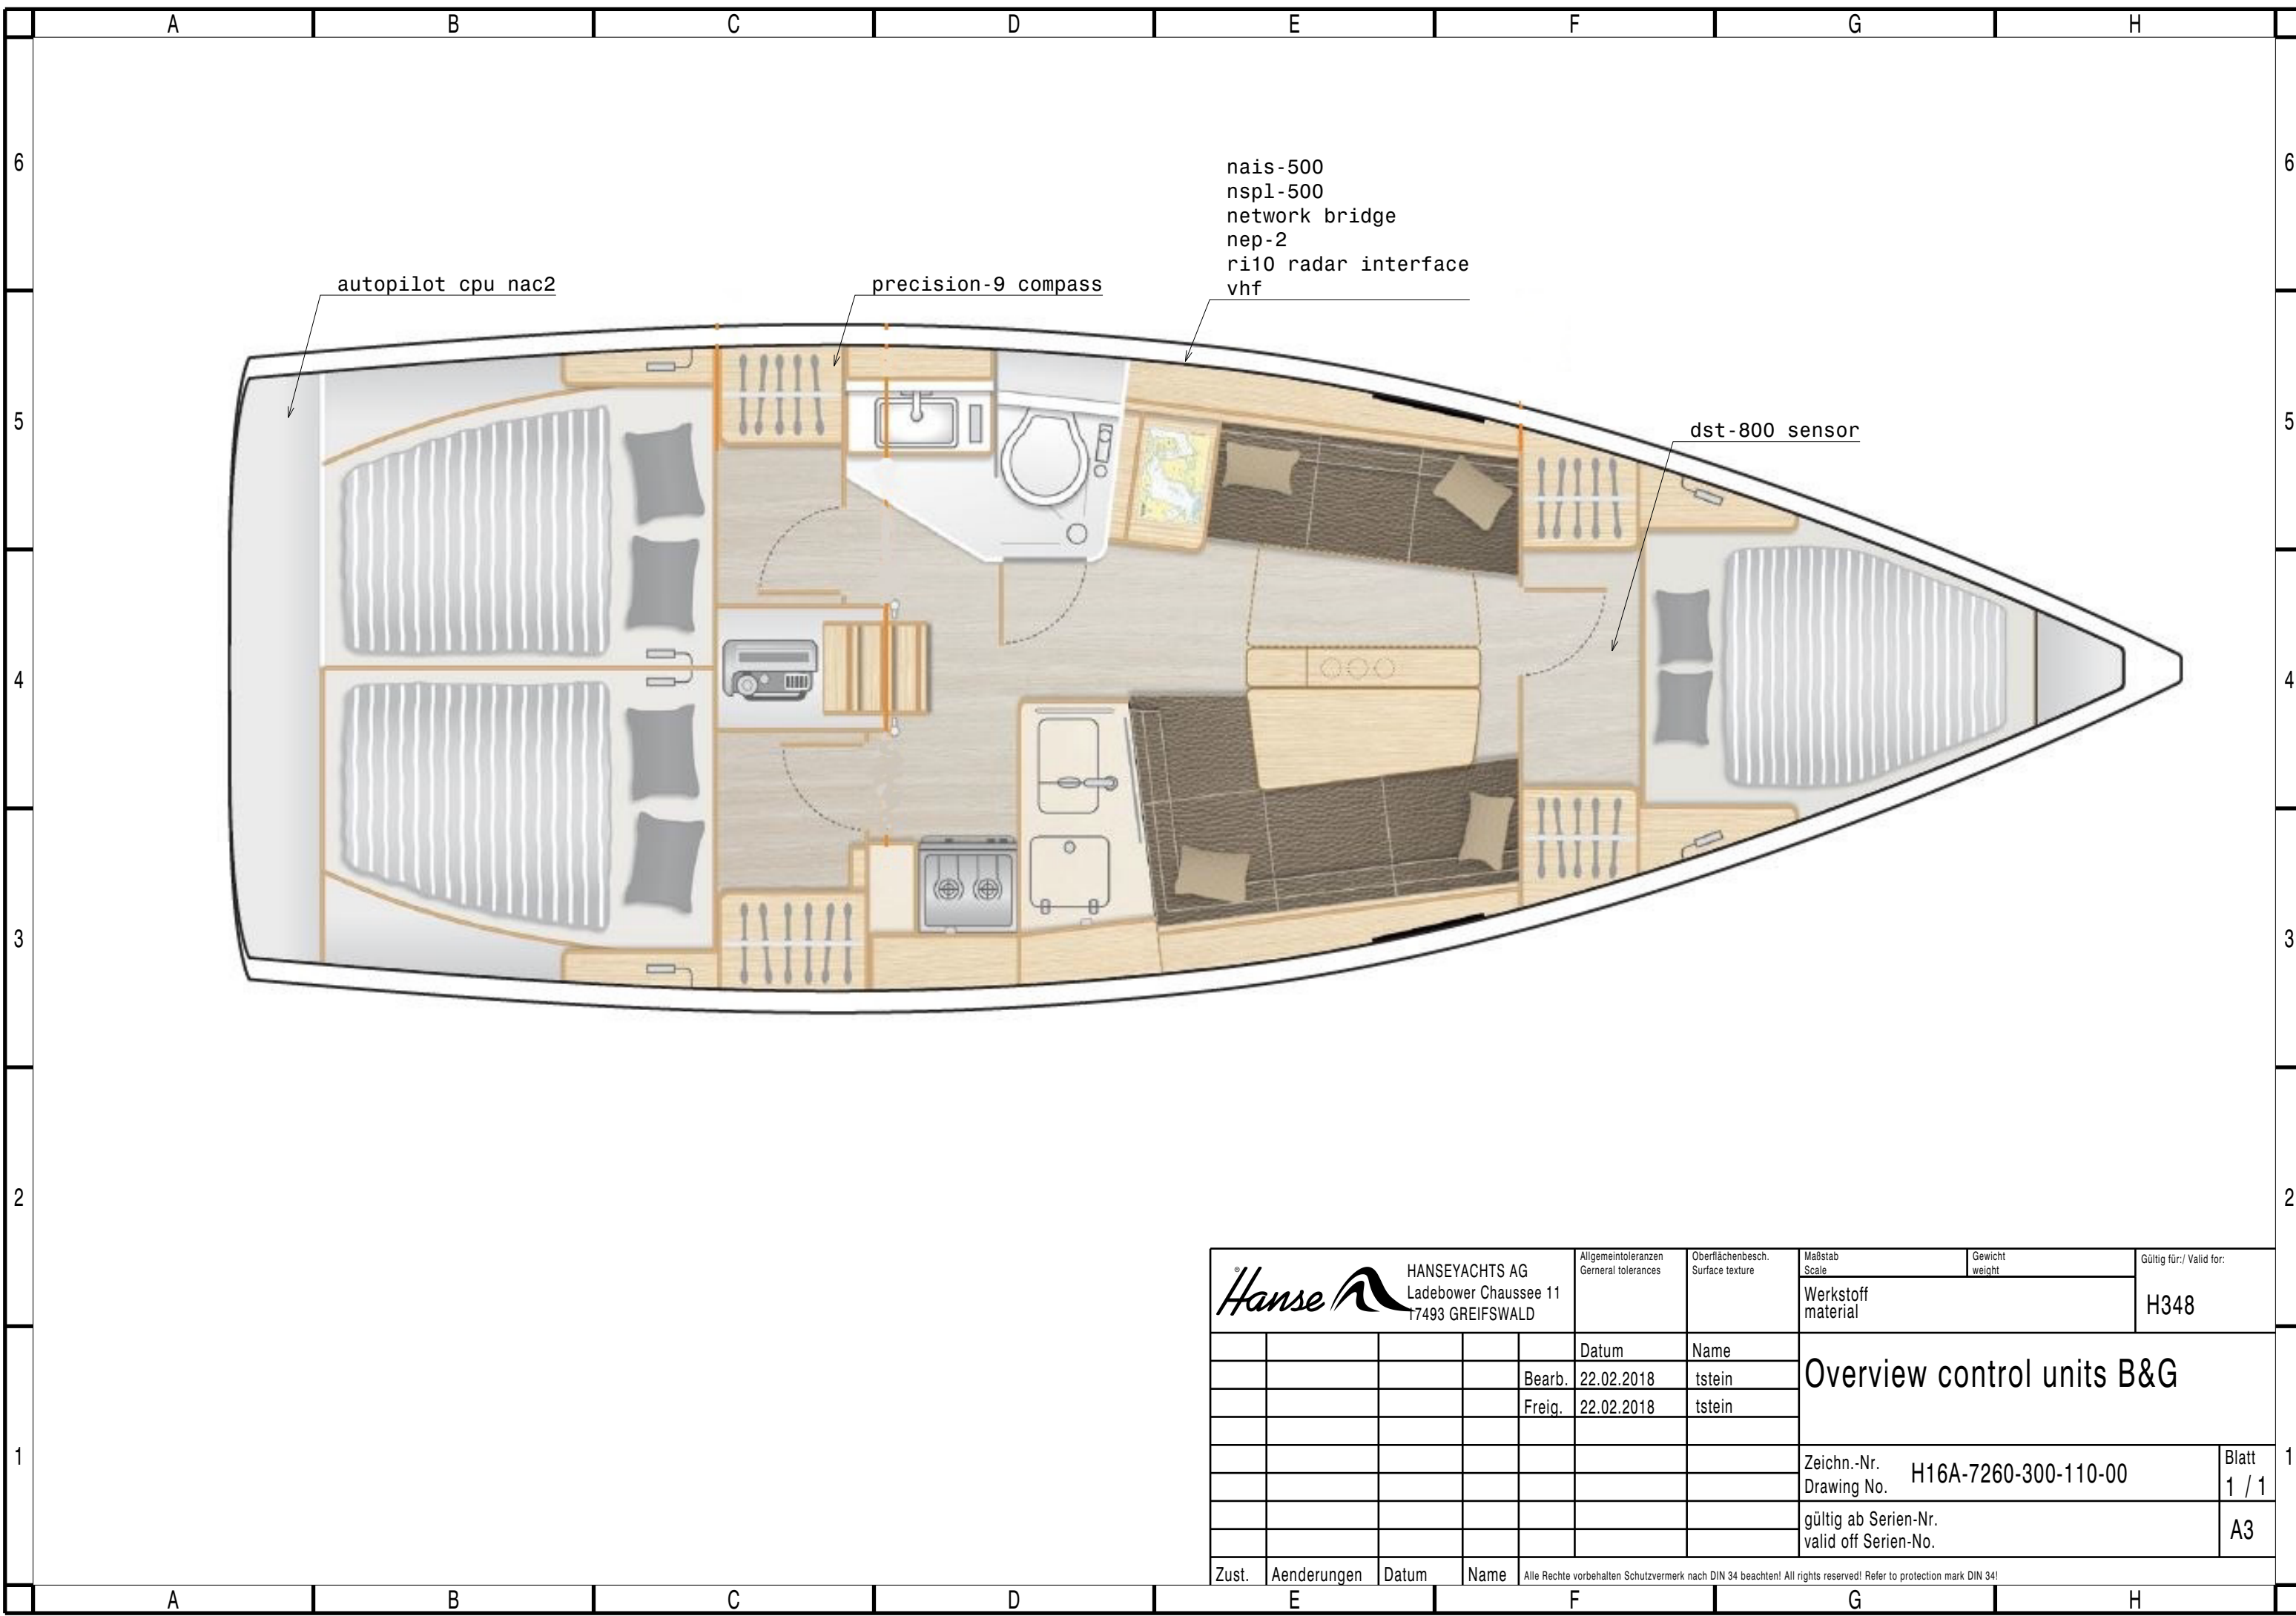 A B C D E F G H
6 6
nais-500
nspl-500
network bridge
nep-2
ri10 radar interface
vhf
autopilot cpu nac2
precision-9 compass
5 5
dst-800 sensor
4 4
3 3
2 2
Hanse ®
HANSEYACHTS AG
Ladebower Chaussee 11
17493 GREIFSWALD
Allgemeintoleranzen
Gerneral tolerances
Oberflächenbesch.
Surface texture
Maßstab
Scale
Gewicht
weight
Gültig für:/ Valid for:
H348
Werkstoff
material
Datum Name
Bearb. 22.02.2018 tstein
Freig. 22.02.2018 tstein
Overview control units B&G
1 1
Zeichn.-Nr.
Drawing No.
H16A-7260-300-110-00
Blatt
1 / 1
gültig ab Serien-Nr.
valid off Serien-No.
A3
Zust. Aenderungen Datum Name
Alle Rechte vorbehalten Schutzvermerk nach DIN 34 beachten! All rights reserved! Refer to protection mark DIN 34!
A B C D E F G H